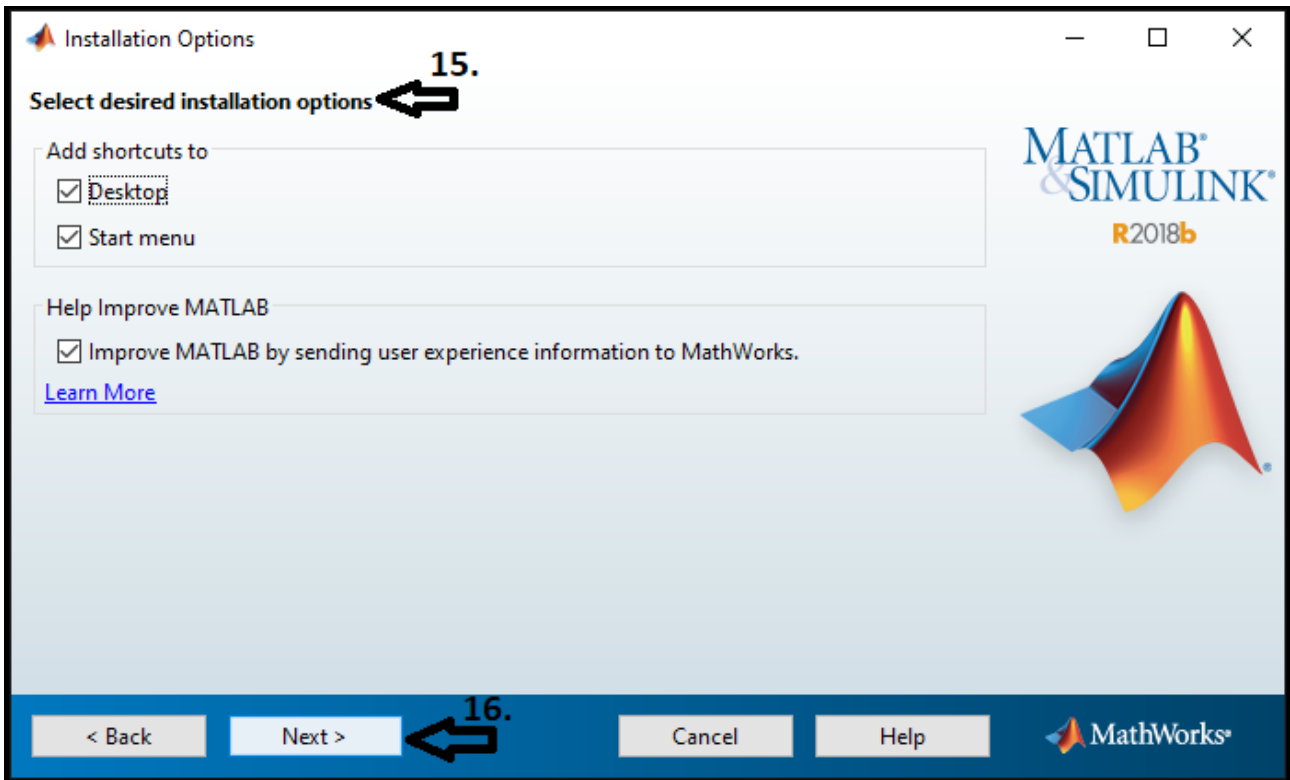 Installation Options
15.
Select desired installation options
Add shortcuts to
Desktop
Start menu
Help Improve MATLAB
Improve MATLAB by sending user experience information to MathWorks.
Learn More
MATLAB®
&SIMULINK®
R2018b
16.
< Back
Next >
Cancel
Help
MathWorks®